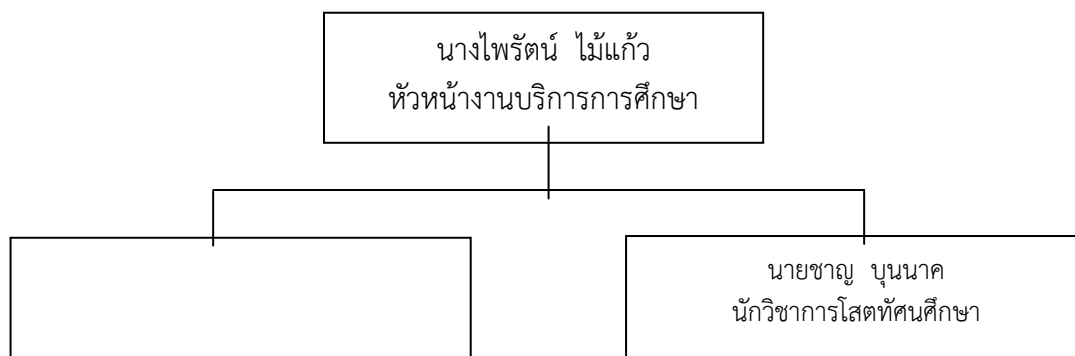 นางไพรัตน์ ไม้แก้ว
หัวหน้างานบริการการศึกษา
นายชาญ บุนนาค
นักวิชาการโสตทัศนศึกษา